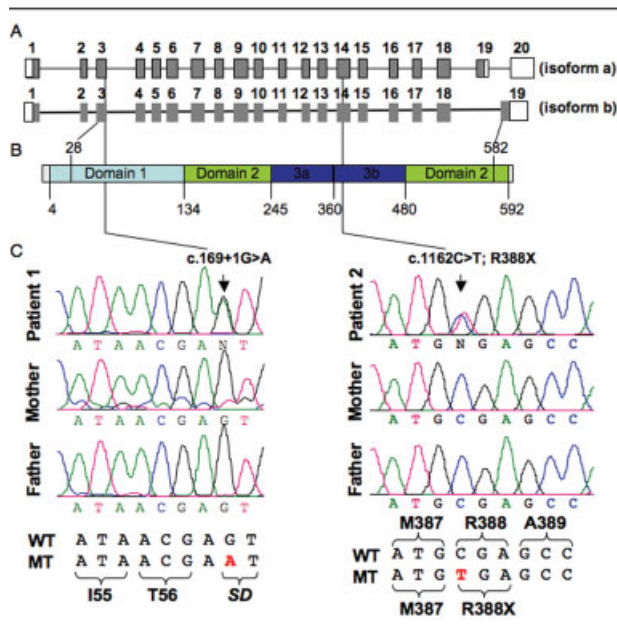 A
1 2 3 4 5 6 7 8 9 10 11 12 13 14 15 16 17 18 19 20
(isoform a)
1 2 3 4 5 6 7 8 9 10 11 12 13 14 15 16 17 18 19
(isoform b)
B
28 582
Domain 1 Domain 2 3a 3b Domain 2
4 134 245 360 480 592
C
c.169+1G>A
Patient 1
A T A A C G A N T
Mother
A T A A C G A G T
Father
A T A A C G A G T
WT A T A A C G A G T
MT A T A A C G A A T
I55 T56 SD
c.1162C>T; R388X
Patient 2
A T G N G A G C C
Mother
A T G C G A G C C
Father
A T G C G A G C C
M387 R388 A389
WT A T G C G A G C C
MT A T G T G A G C C
M387 R388X